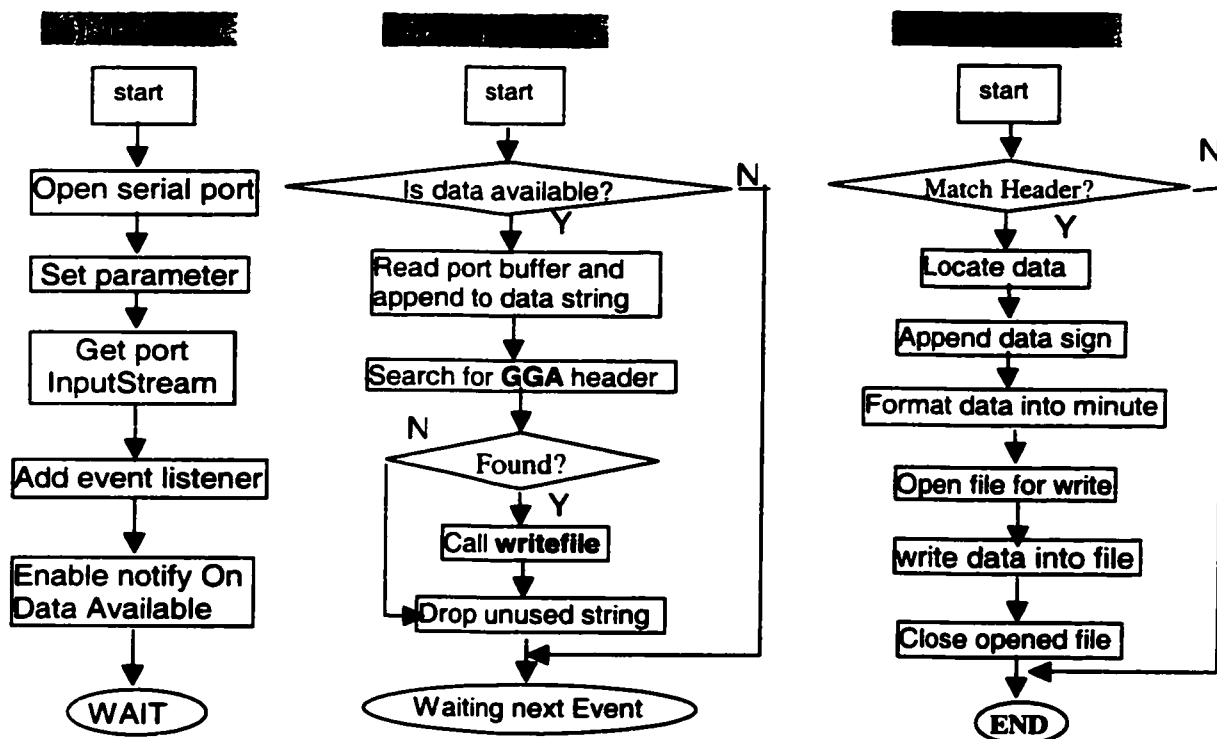 start
Open serial port
Set parameter
Get port
InputStream
Add event listener
Enable notify On
Data Available
WAIT
start
Is data available?
N
Y
Read port buffer and
append to data string
Search for GGA header
N
Found?
Y
Call writefile
Drop unused string
Waiting next Event
start
N
Match Header?
Y
Locate data
Append data sign
Format data into minute
Open file for write
write data into file
Close opened file
END